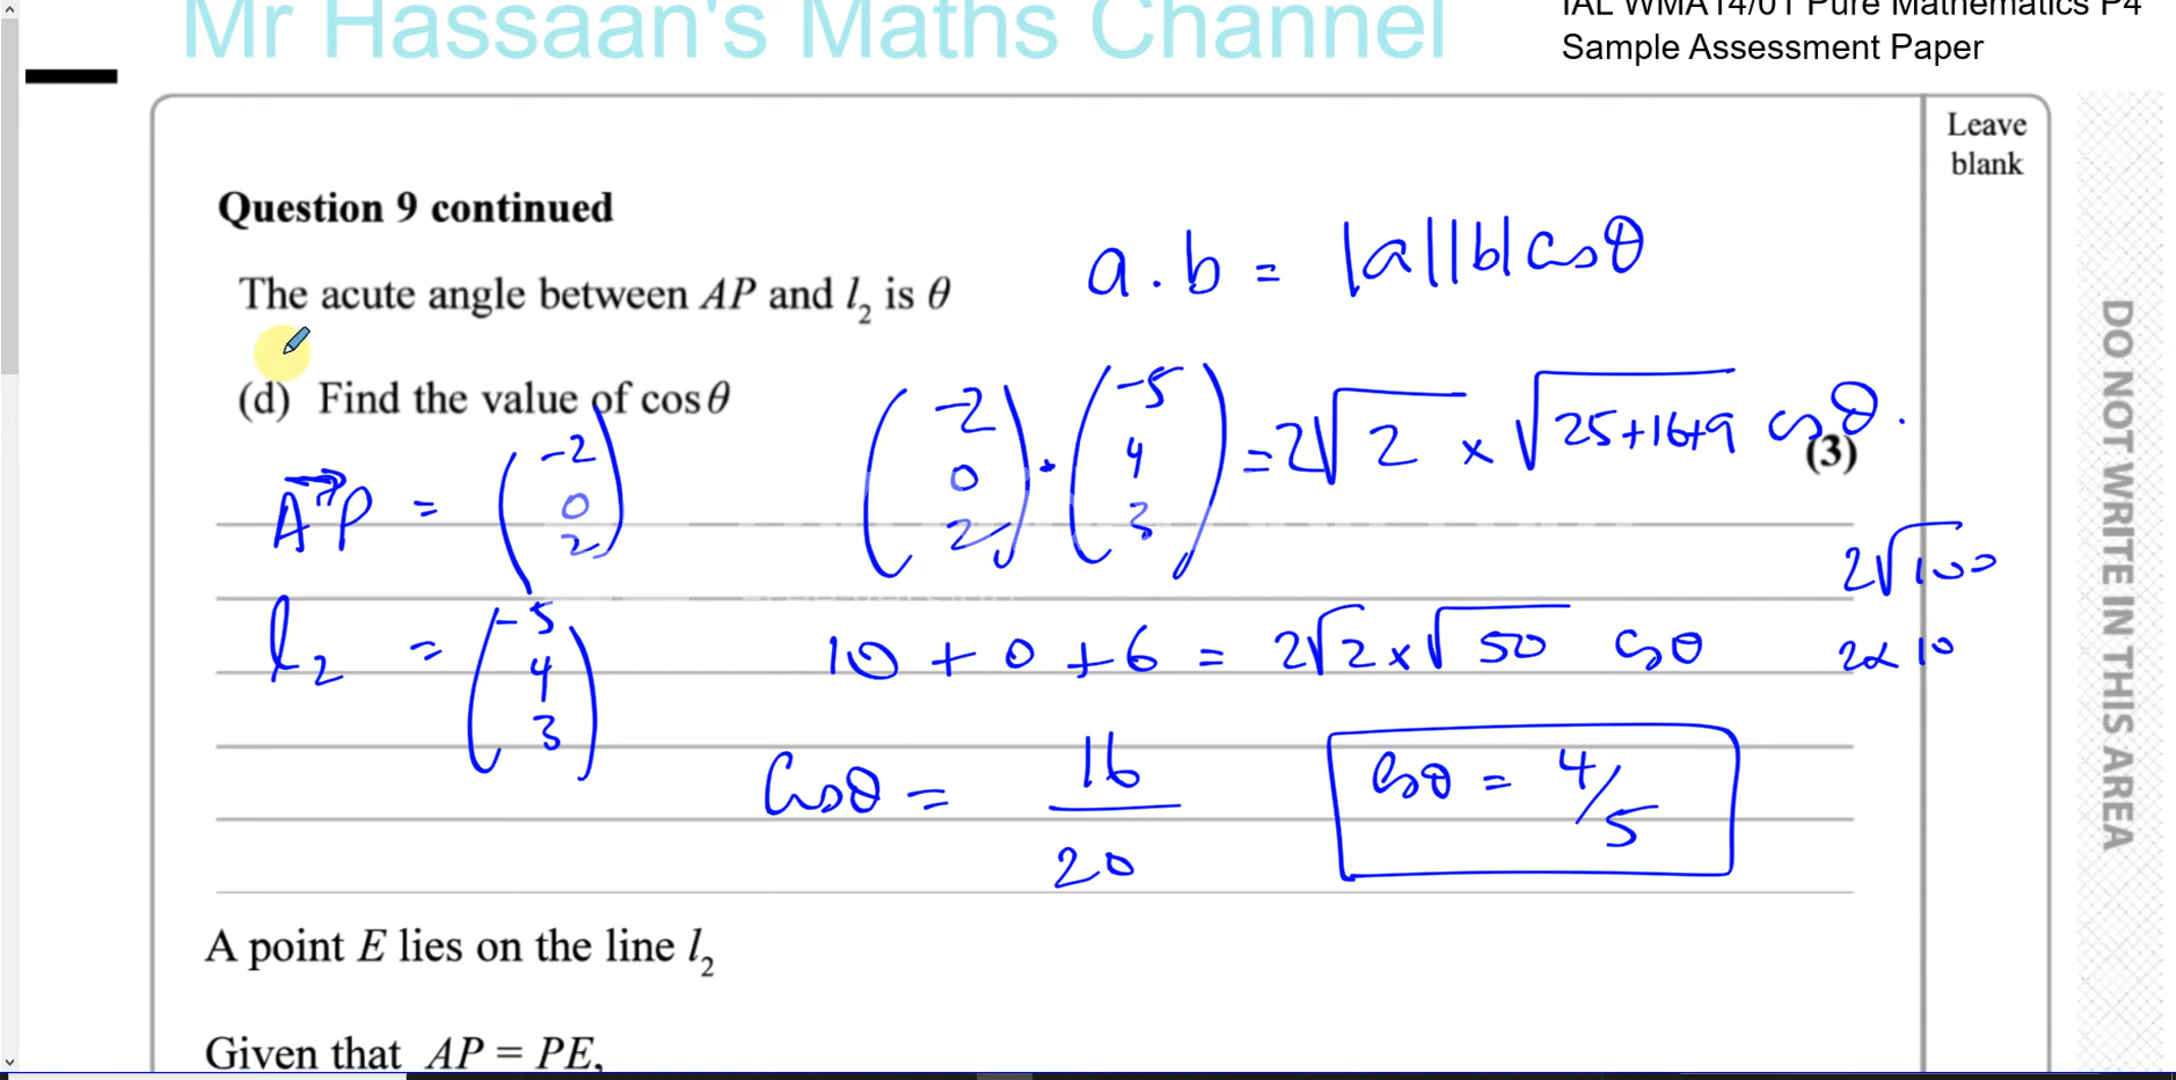 Mr Hassaan's Maths Channel
IAL WMA14/01 Pure Mathematics P4
Sample Assessment Paper
Leave
blank
Question 9 continued
a . b = |a||b|cosθ
The acute angle between AP and l₂ is θ
(d) Find the value of cos θ
(-2 0 2) . (-5 4 3) = 2√2 × √25+16+9 cosθ.
(3)
AP = (-2 0 2)
2√100
l₂ = (-5 4 3)
10 + 0 + 6 = 2√2 × √50 cosθ
2×10
Cosθ = 16/20
Cosθ = 4/5
A point E lies on the line l₂
Given that AP = PE,
DO NOT WRITE IN THIS AREA